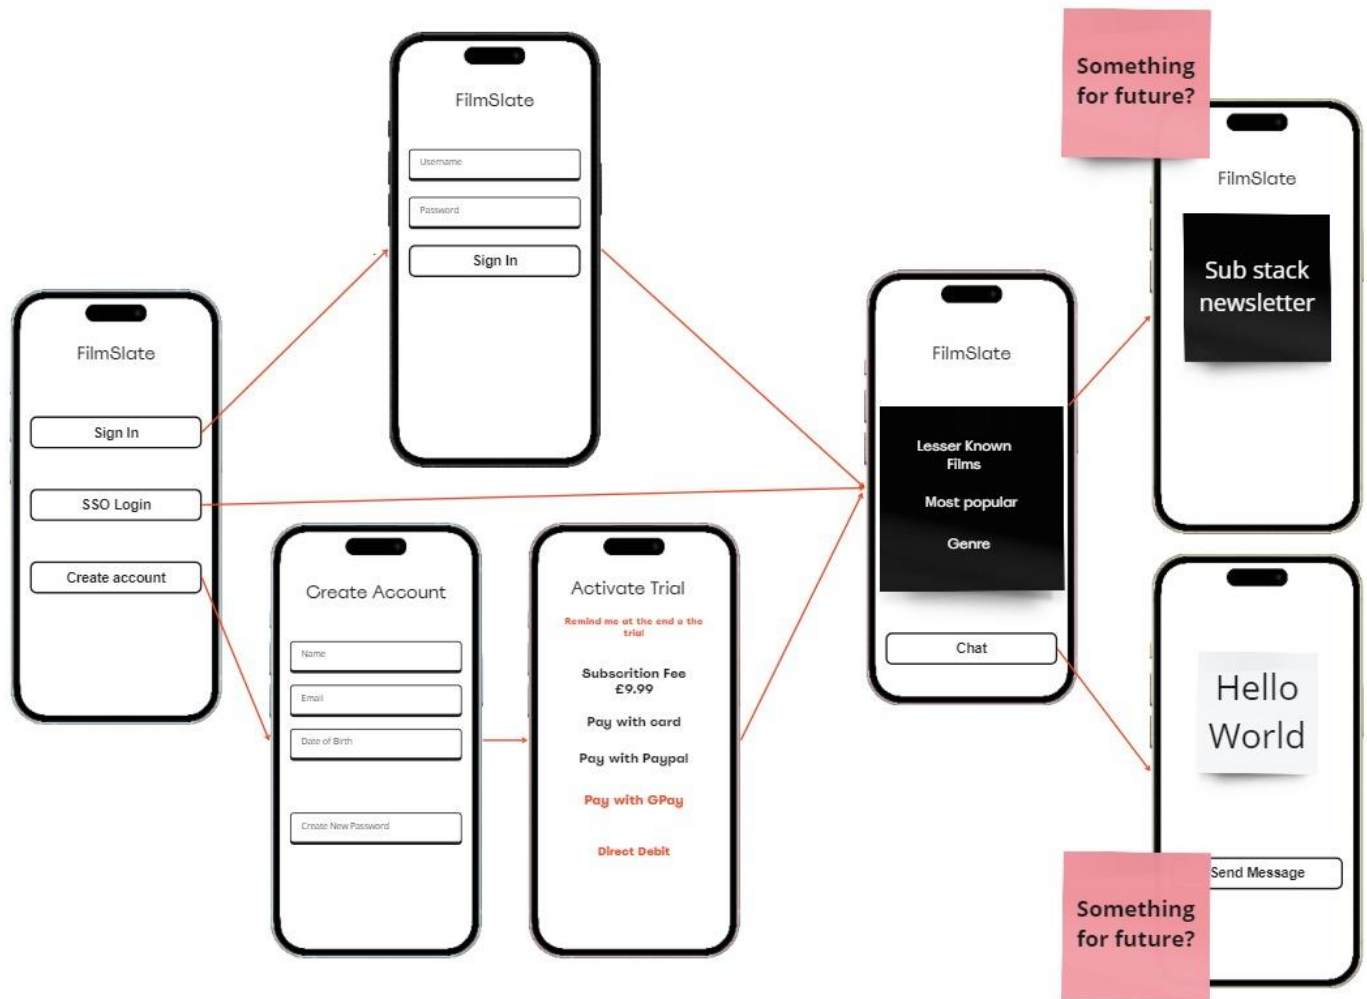 FilmSlate
Sign In
SSO Login
Create account
FilmSlate
Username
Password
Sign In
Create Account
Name
Email
Date of Birth
Create New Password
Activate Trial
Remind me at the end o the
trial
Subscrition Fee
£9.99
Pay with card
Pay with Paypal
Pay with GPay
Direct Debit
FilmSlate
Lesser Known
Films
Most popular
Genre
Chat
Something
for future?
FilmSlate
Sub stack
newsletter
Hello
World
Send Message
Something
for future?